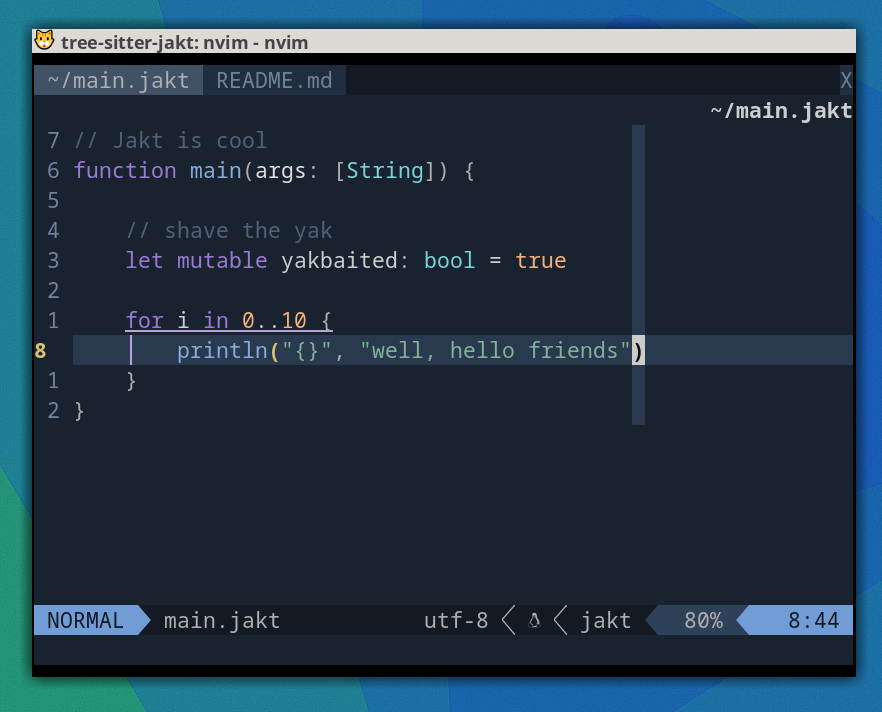 tree-sitter-jakt: nvim - nvim
~/main.jakt README.md X
~/main.jakt
7 // Jakt is cool
6 function main(args: [String]) {
5
4     // shave the yak
3     let mutable yakbaited: bool = true
2
1     for i in 0..10 {
8         println("{}", "well, hello friends")
1     }
2 }
NORMAL main.jakt utf-8 jakt 80% 8:44